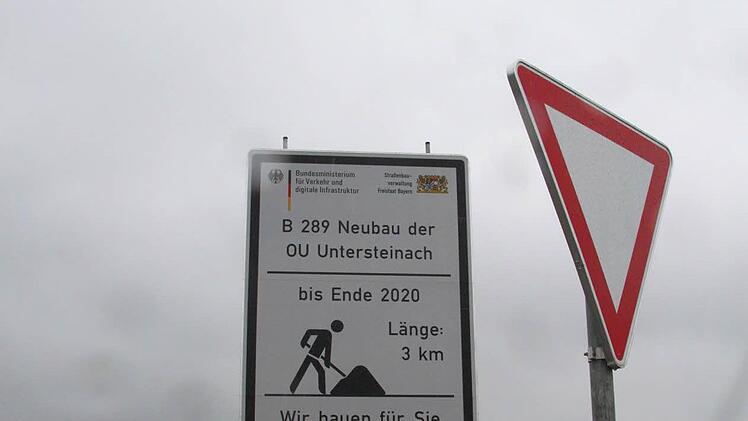 Bundesministerium
für Verkehr und
digitale Infrastruktur
Straßenbau-
verwaltung
Freistaat Bayern
B 289 Neubau der
OU Untersteinach
bis Ende 2020
Länge:
3 km
Wir bauen für Sie